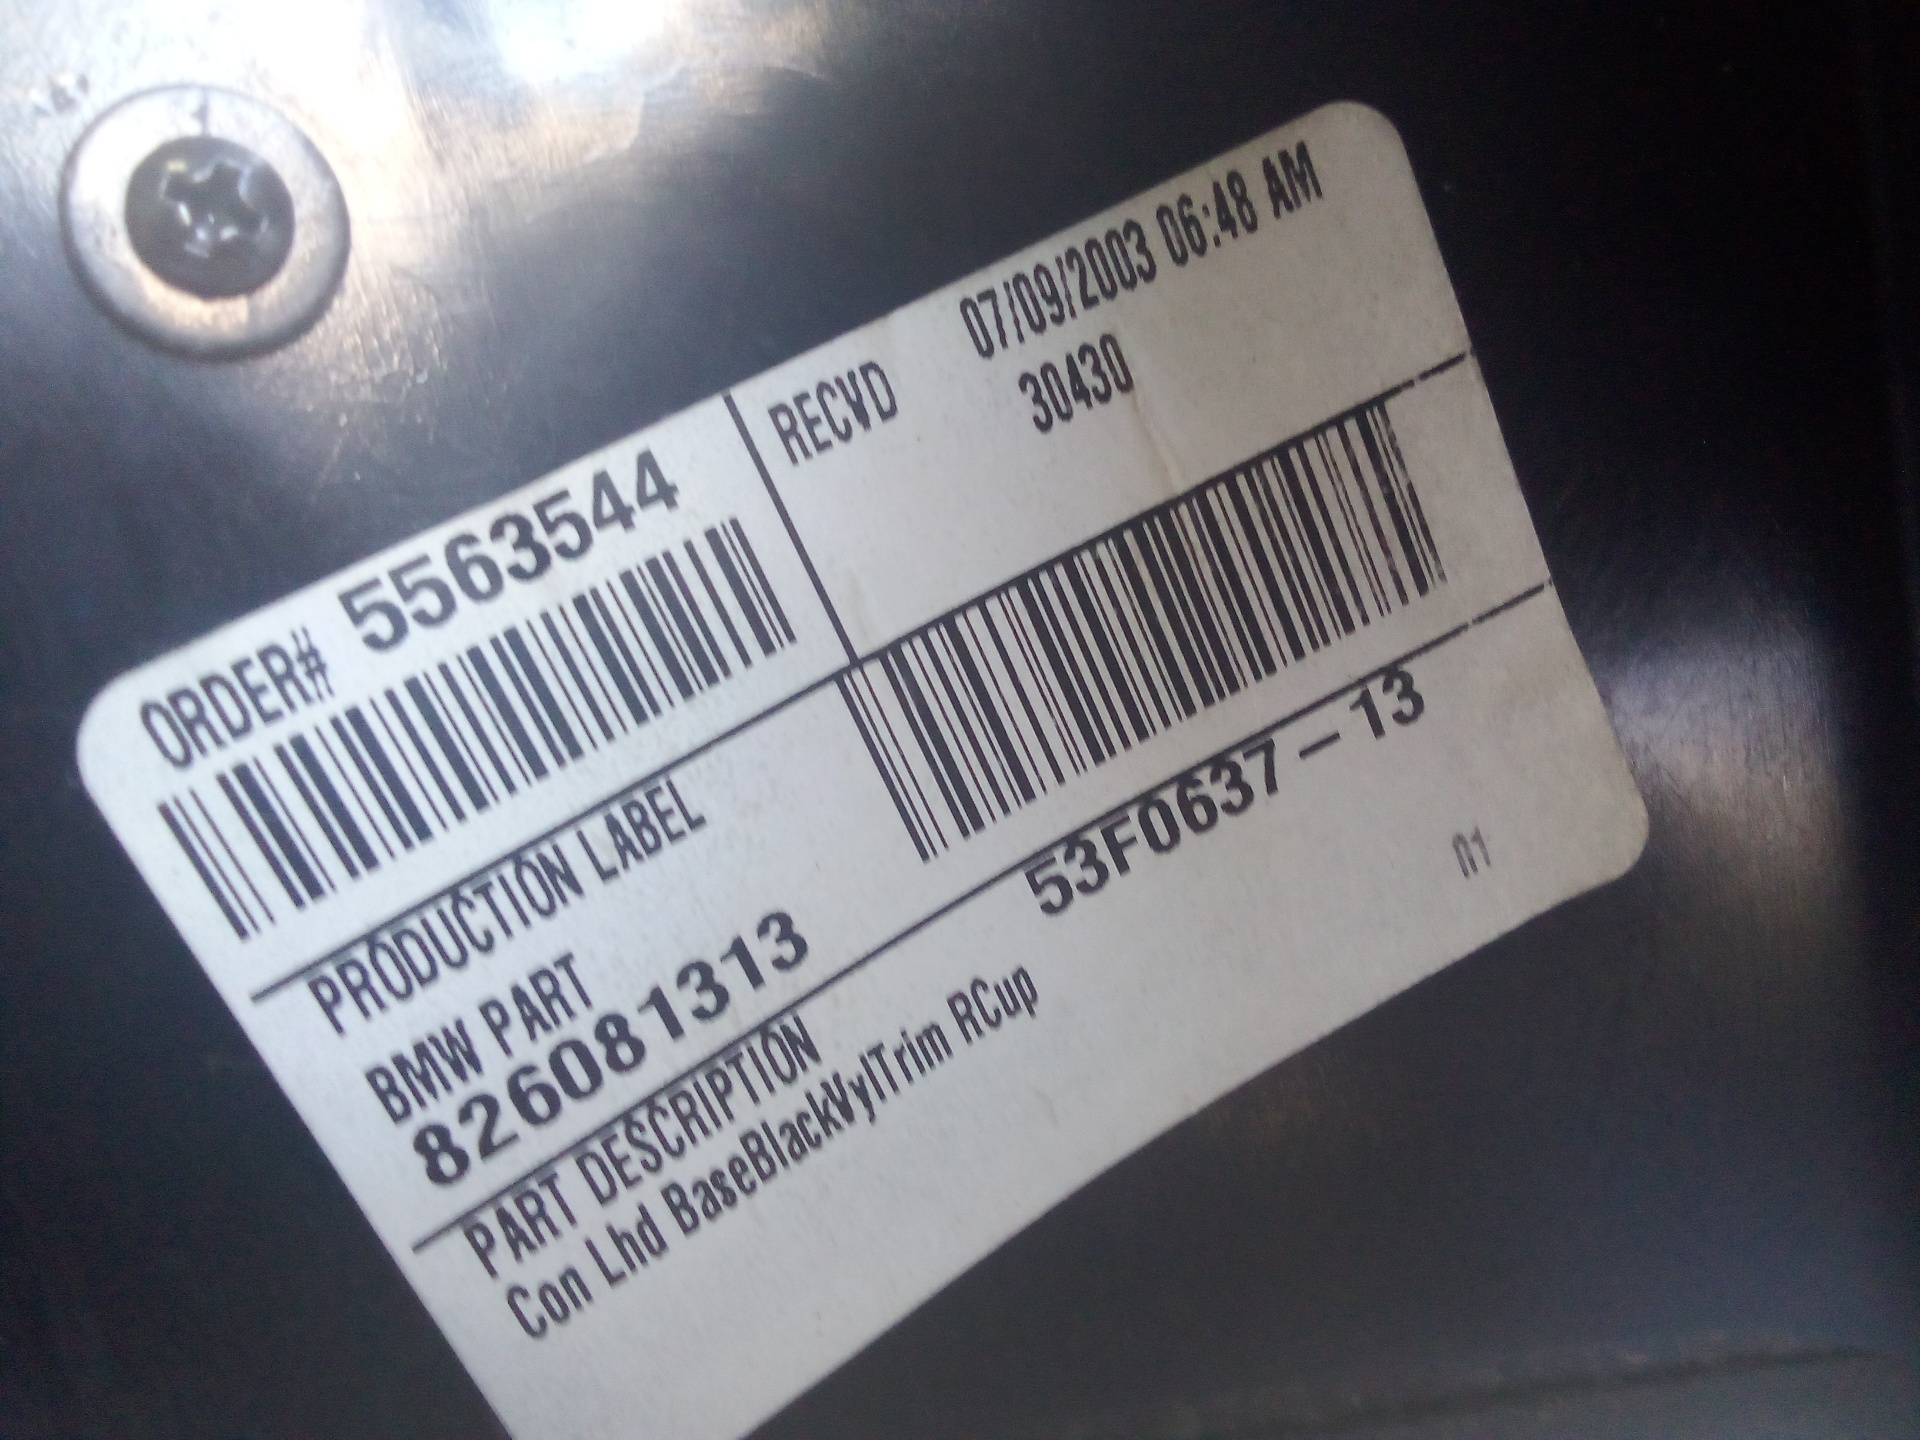 ORDER# 5563544
RECVD 07/09/2003 06:48 AM
30430
PRODUCTION LABEL
BMW PART
826081313
53F0637-13
PART DESCRIPTION
Con Lhd BaseBlackVylTrim RCup
01